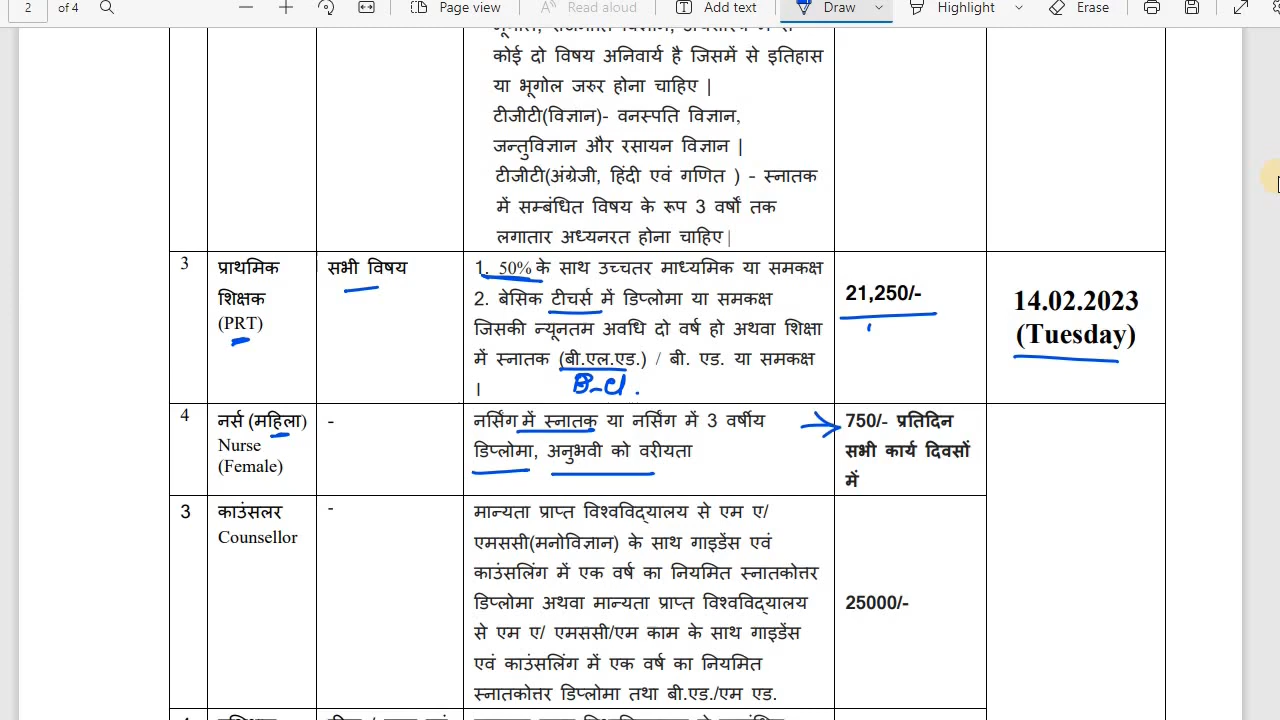 2 of 4 Page view Read aloud Add text Draw Highlight Erase
कोई दो विषय अनिवार्य है जिसमें से इतिहास
या भूगोल जरुर होना चाहिए |
टीजीटी(विज्ञान)- वनस्पति विज्ञान,
जन्तुविज्ञान और रसायन विज्ञान |
टीजीटी(अंग्रेजी, हिंदी एवं गणित ) - स्नातक
में सम्बंधित विषय के रूप 3 वर्षों तक
लगातार अध्यनरत होना चाहिए |
3
प्राथमिक
शिक्षक
(PRT)
सभी विषय
1. 50% के साथ उच्चतर माध्यमिक या समकक्ष
2. बेसिक टीचर्स में डिप्लोमा या समकक्ष
जिसकी न्यूनतम अवधि दो वर्ष हो अथवा शिक्षा
में स्नातक (बी.एल.एड.) / बी. एड. या समकक्ष
|
21,250/-
14.02.2023
(Tuesday)
4
नर्स (महिला)
Nurse
(Female)
-
नर्सिंग में स्नातक या नर्सिंग में 3 वर्षीय
डिप्लोमा, अनुभवी को वरीयता
750/- प्रतिदिन
सभी कार्य दिवसों
में
3
काउंसलर
Counsellor
-
मान्यता प्राप्त विश्वविद्यालय से एम ए/
एमससी(मनोविज्ञान) के साथ गाइडेंस एवं
काउंसलिंग में एक वर्ष का नियमित स्नातकोत्तर
डिप्लोमा अथवा मान्यता प्राप्त विश्वविद्यालय
से एम ए/ एमससी/एम काम के साथ गाइडेंस
एवं काउंसलिंग में एक वर्ष का नियमित
स्नातकोत्तर डिप्लोमा तथा बी.एड./एम एड.
25000/-